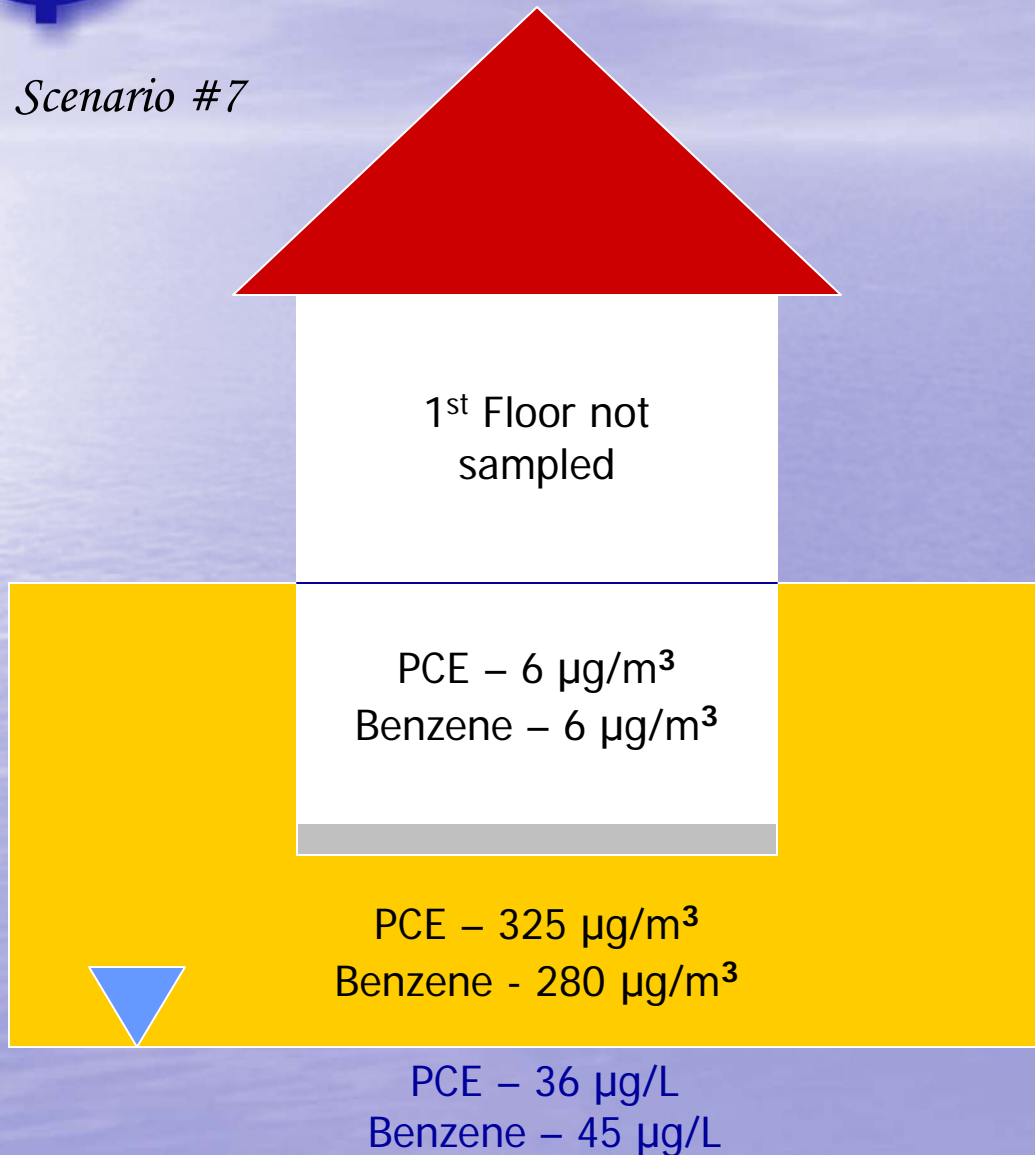 Scenario #7
1st Floor not
sampled
PCE – 6 µg/m³
Benzene – 6 µg/m³
PCE – 325 µg/m³
Benzene - 280 µg/m³
PCE – 36 µg/L
Benzene – 45 µg/L